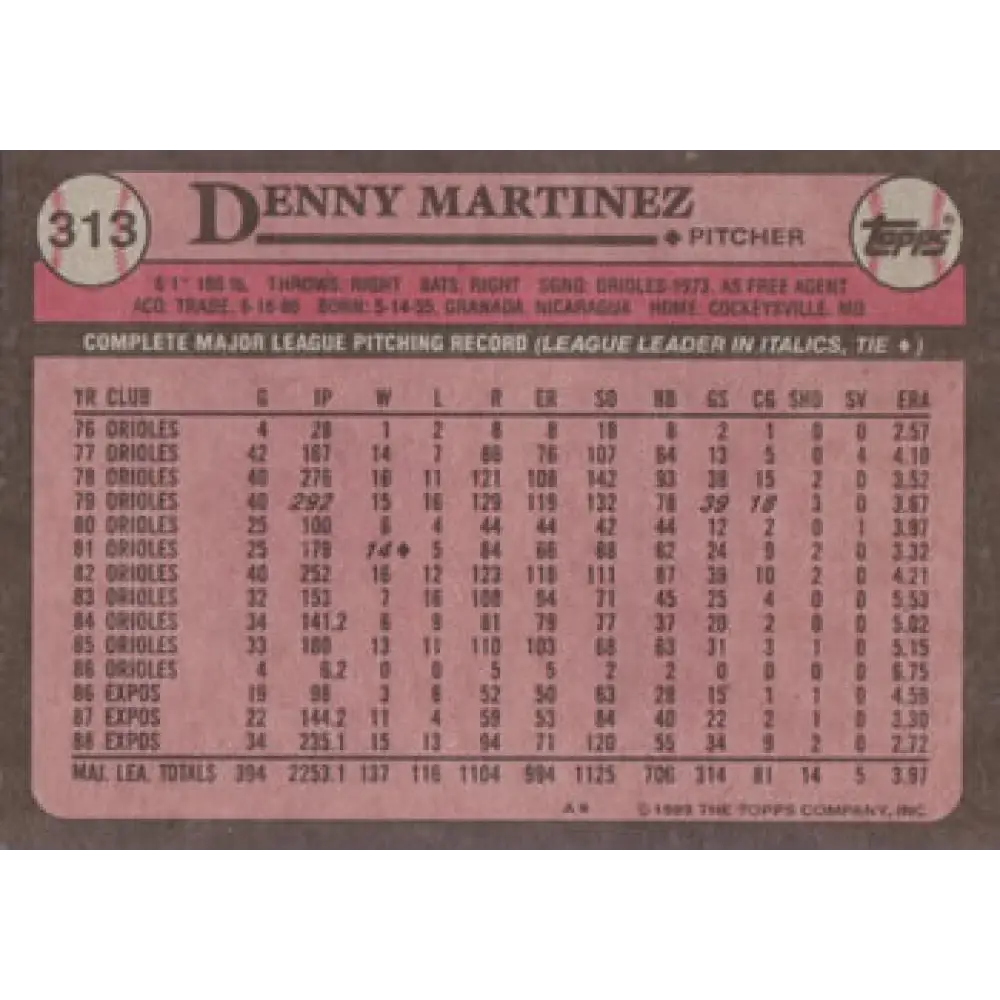 313 DENNY MARTINEZ Topps®
♦ PITCHER
6'1" 185 lb. THROWS: RIGHT BATS: RIGHT SGND: ORIOLES-1973, AS FREE AGENT
ACQ: TRADE, 6-16-86 BORN: 5-14-55, GRANADA, NICARAGUA HOME: COCKEYSVILLE, MD
COMPLETE MAJOR LEAGUE PITCHING RECORD (LEAGUE LEADER IN ITALICS, TIE ♦)
YR CLUB G IP W L R ER SO BB GS CG SHO SV ERA
76 ORIOLES 4 28 1 2 8 8 18 8 2 1 0 0 2.57
77 ORIOLES 42 167 14 7 86 76 107 64 13 5 0 4 4.10
78 ORIOLES 40 276 16 11 121 108 142 93 38 15 2 0 3.52
79 ORIOLES 40 292 15 16 129 119 132 78 39 18 3 0 3.67
80 ORIOLES 25 100 6 4 44 44 42 44 12 2 0 1 3.97
81 ORIOLES 25 179 14♦ 5 84 66 88 62 24 9 2 0 3.32
82 ORIOLES 40 252 16 12 123 118 111 87 39 10 2 0 4.21
83 ORIOLES 32 153 7 16 108 94 71 45 25 4 0 0 5.53
84 ORIOLES 34 141.2 6 9 81 79 77 37 20 2 0 0 5.02
85 ORIOLES 33 180 13 11 110 103 68 63 31 3 1 0 5.15
86 ORIOLES 4 6.2 0 0 5 5 2 2 0 0 0 0 6.75
86 EXPOS 19 98 3 6 52 50 63 28 15 1 1 0 4.59
87 EXPOS 22 144.2 11 4 59 53 84 40 22 2 1 0 3.30
88 EXPOS 34 235.1 15 13 94 71 120 55 34 9 2 0 2.72
MAJ. LEA. TOTALS 394 2253.1 137 116 1104 994 1125 706 314 81 14 5 3.97
© 1989 THE TOPPS COMPANY, INC.